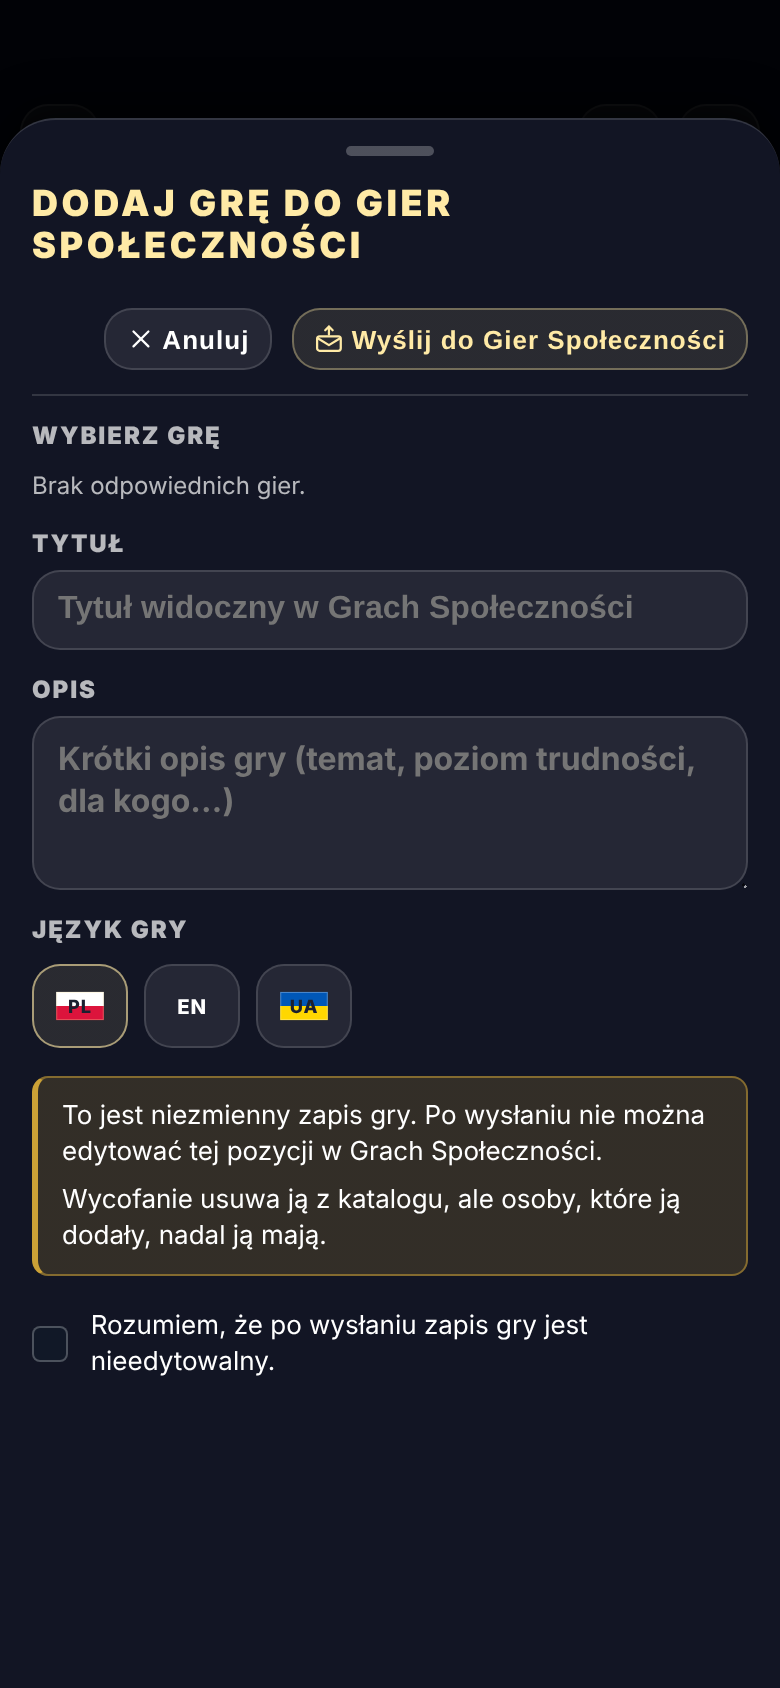 DODAJ GRĘ DO GIER
SPOŁECZNOŚCI
Anuluj
Wyślij do Gier Społeczności
WYBIERZ GRĘ
Brak odpowiednich gier.
TYTUŁ
Tytuł widoczny w Grach Społeczności
OPIS
Krótki opis gry (temat, poziom trudności,
dla kogo...)
JĘZYK GRY
PL EN UA
To jest niezmienny zapis gry. Po wysłaniu nie można
edytować tej pozycji w Grach Społeczności.
Wycofanie usuwa ją z katalogu, ale osoby, które ją
dodały, nadal ją mają.
Rozumiem, że po wysłaniu zapis gry jest
nieedytowalny.